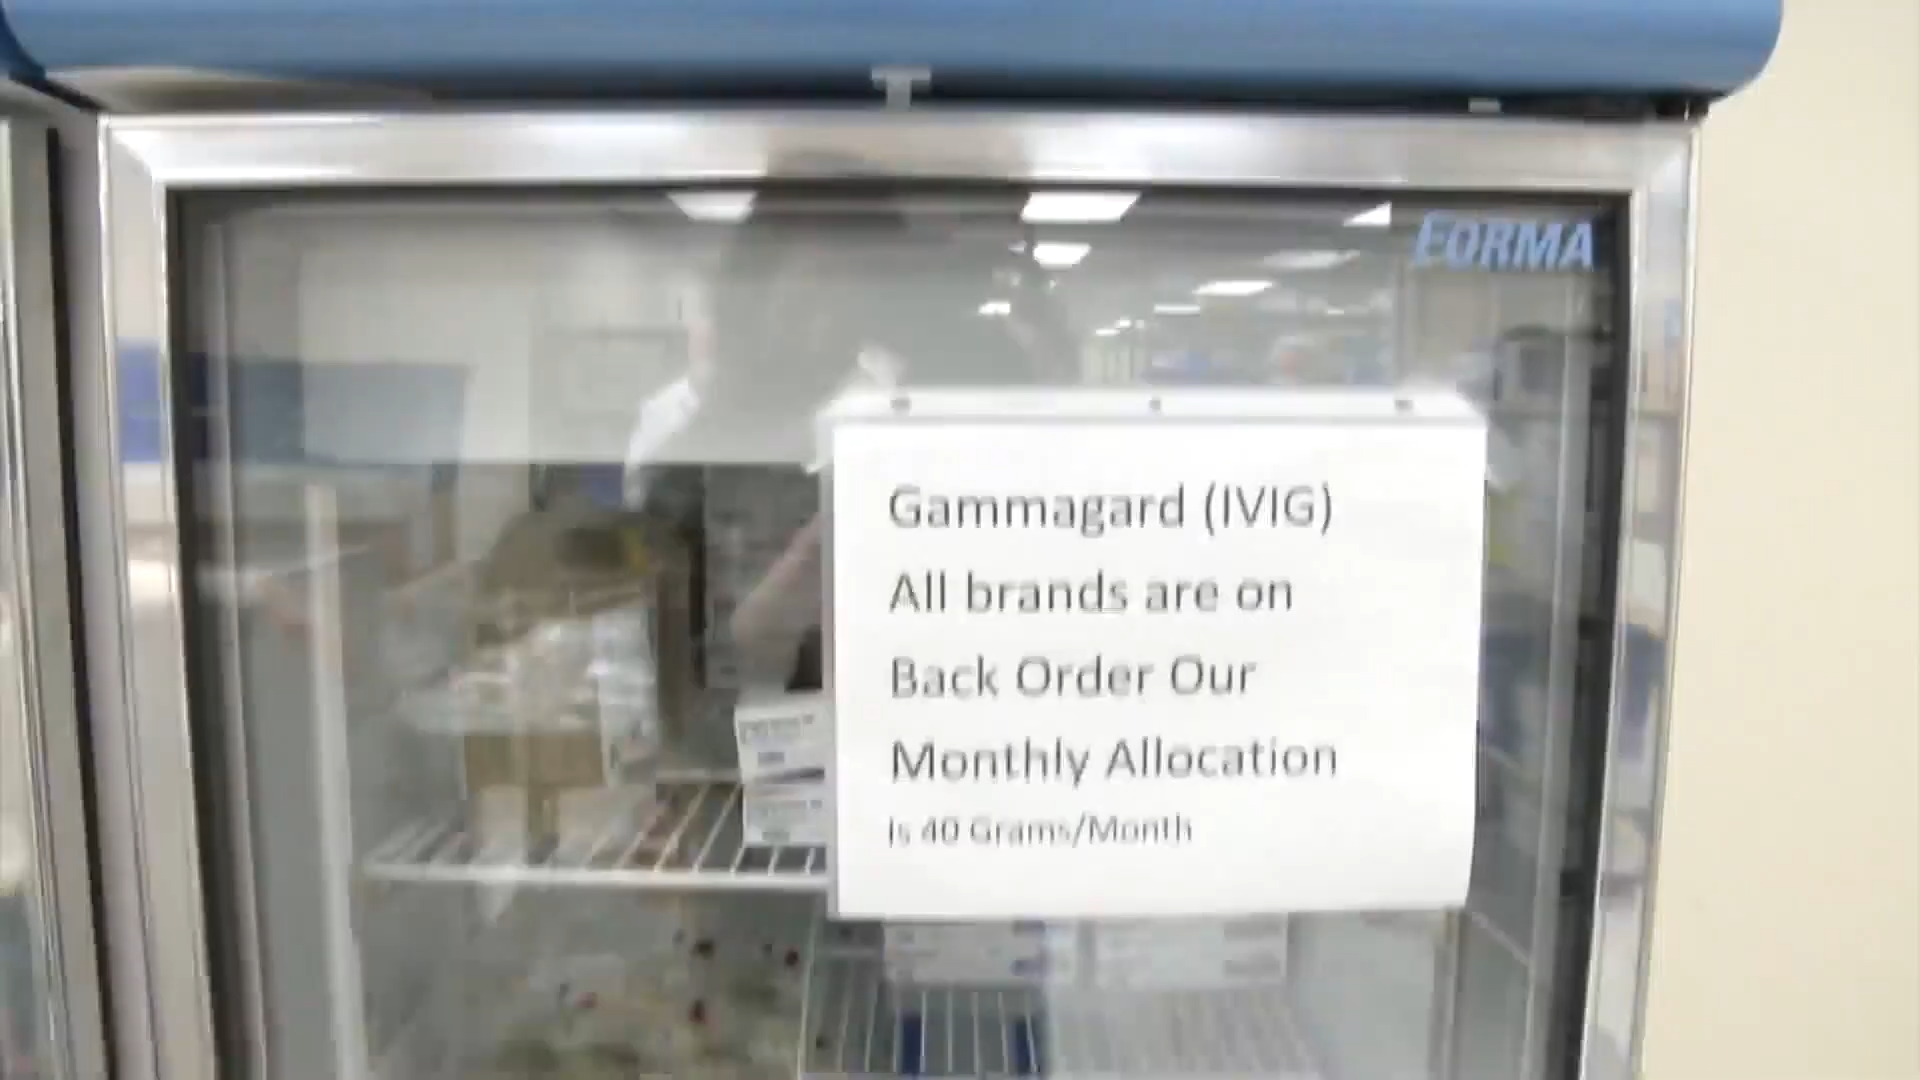 FORMA
Gammagard (IVIG)
All brands are on
Back Order Our
Monthly Allocation
is 40 Grams/Month